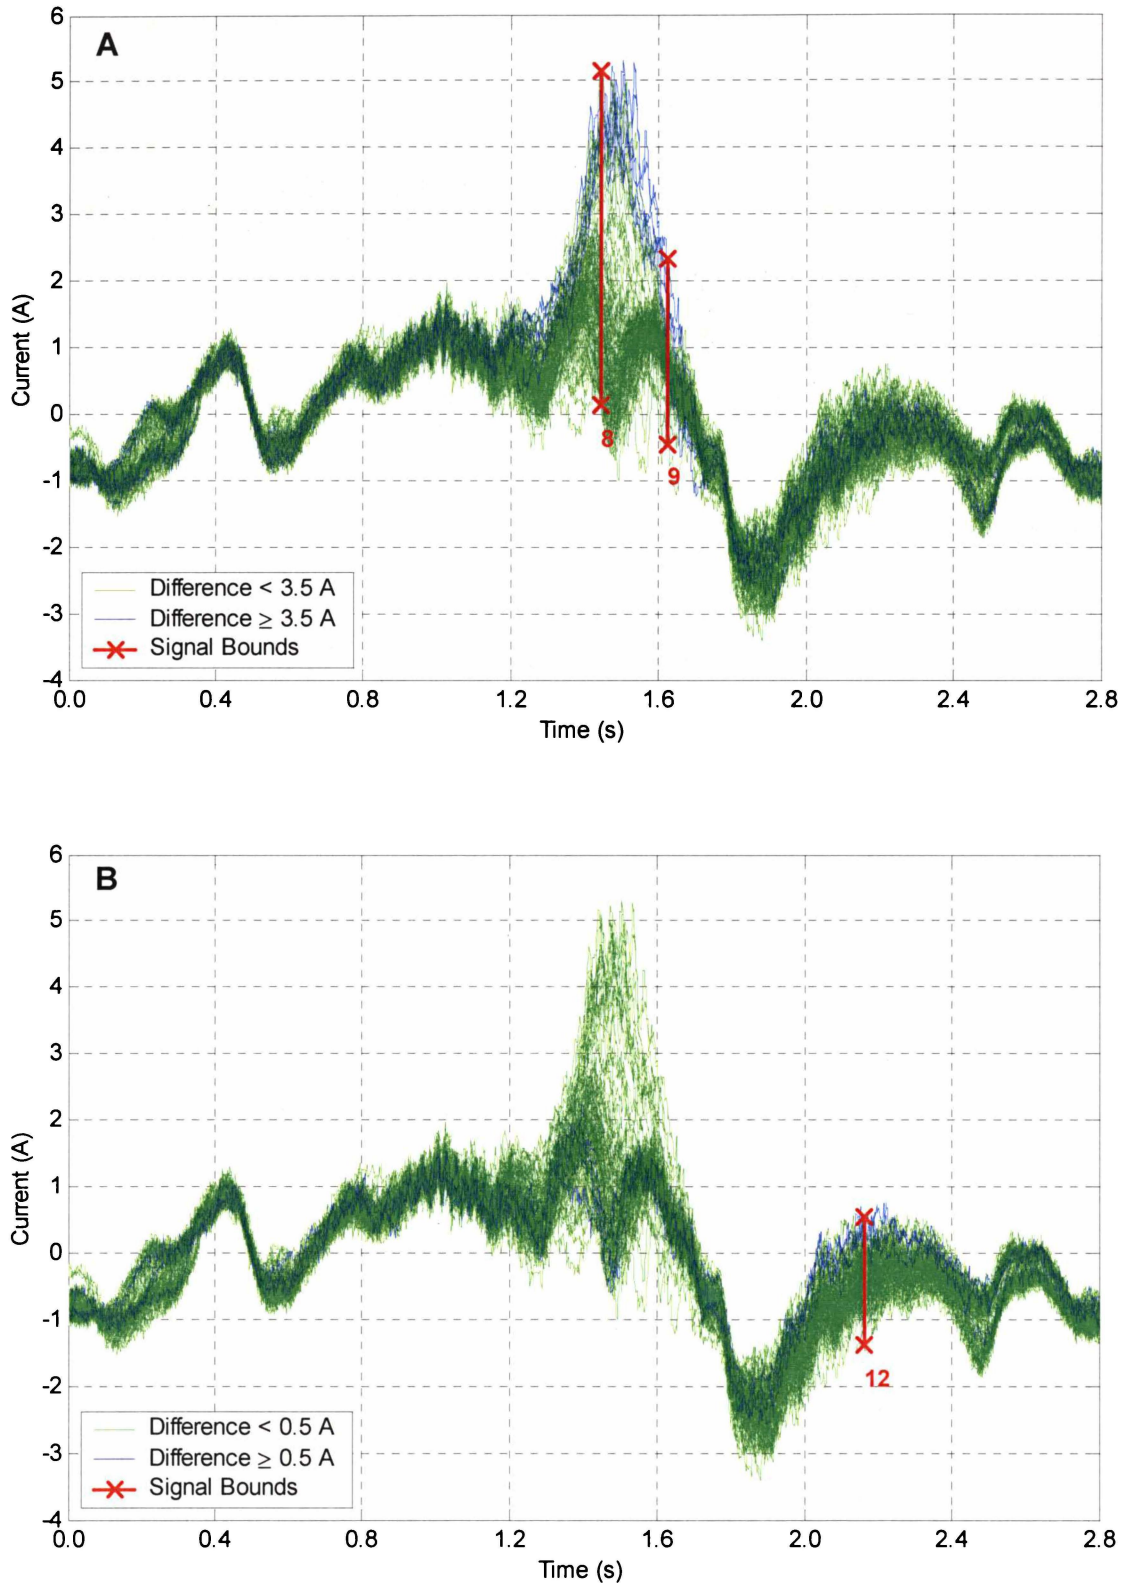 A
6
5
4
3
2
1
0
-1
-2
-3
-4
Current (A)
8
9
Difference < 3.5 A
Difference ≥ 3.5 A
Signal Bounds
0.0 0.4 0.8 1.2 1.6 2.0 2.4 2.8
Time (s)
B
6
5
4
3
2
1
0
-1
-2
-3
-4
Current (A)
12
Difference < 0.5 A
Difference ≥ 0.5 A
Signal Bounds
0.0 0.4 0.8 1.2 1.6 2.0 2.4 2.8
Time (s)